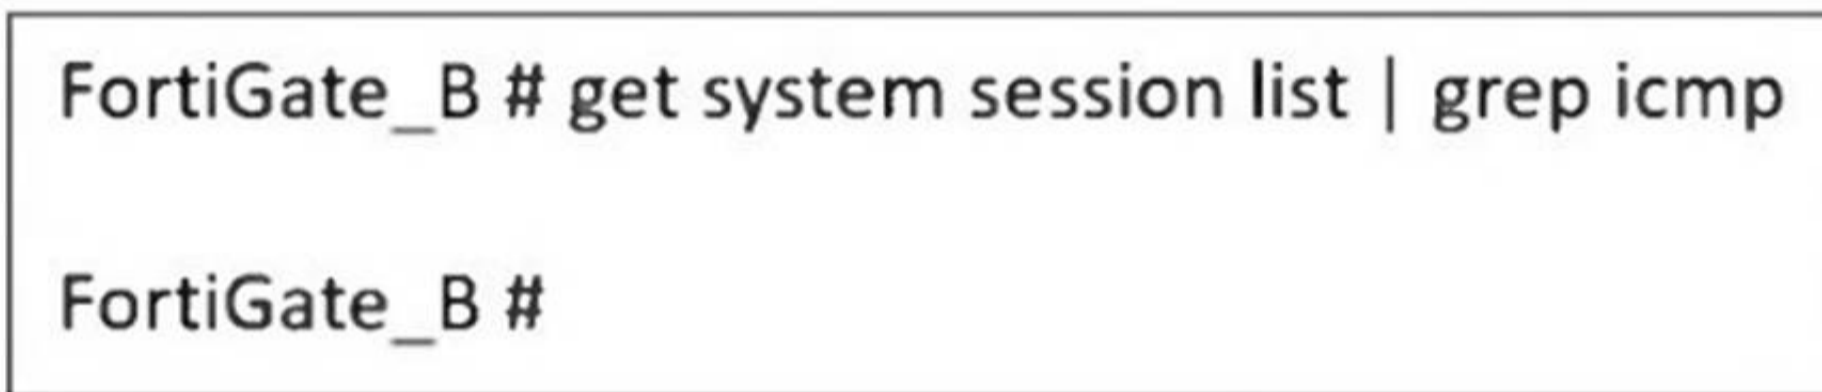 FortiGate_B # get system session list | grep icmp
FortiGate_B #